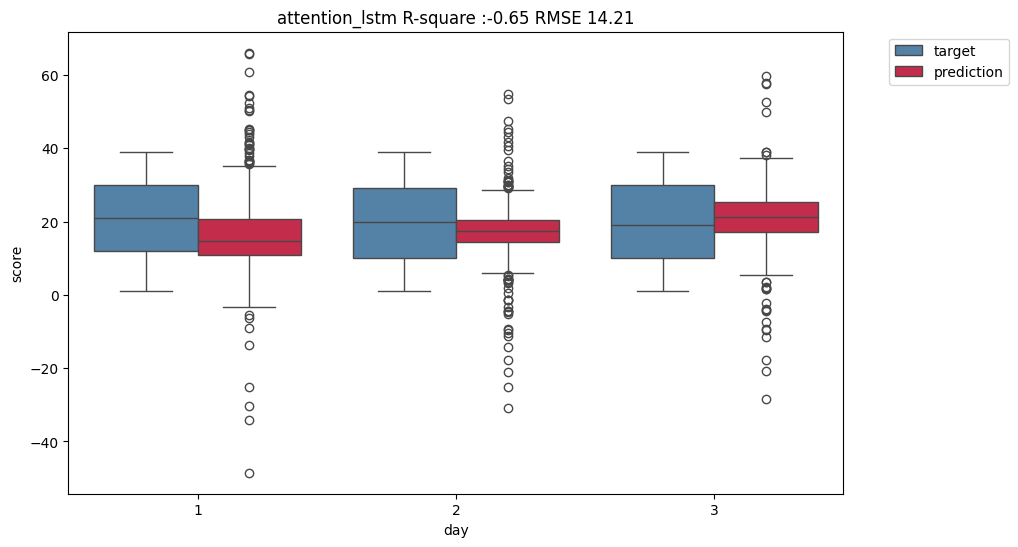 attention_lstm R-square :-0.65 RMSE 14.21
target
prediction
60
40
20
0
−20
−40
score
1
2
3
day